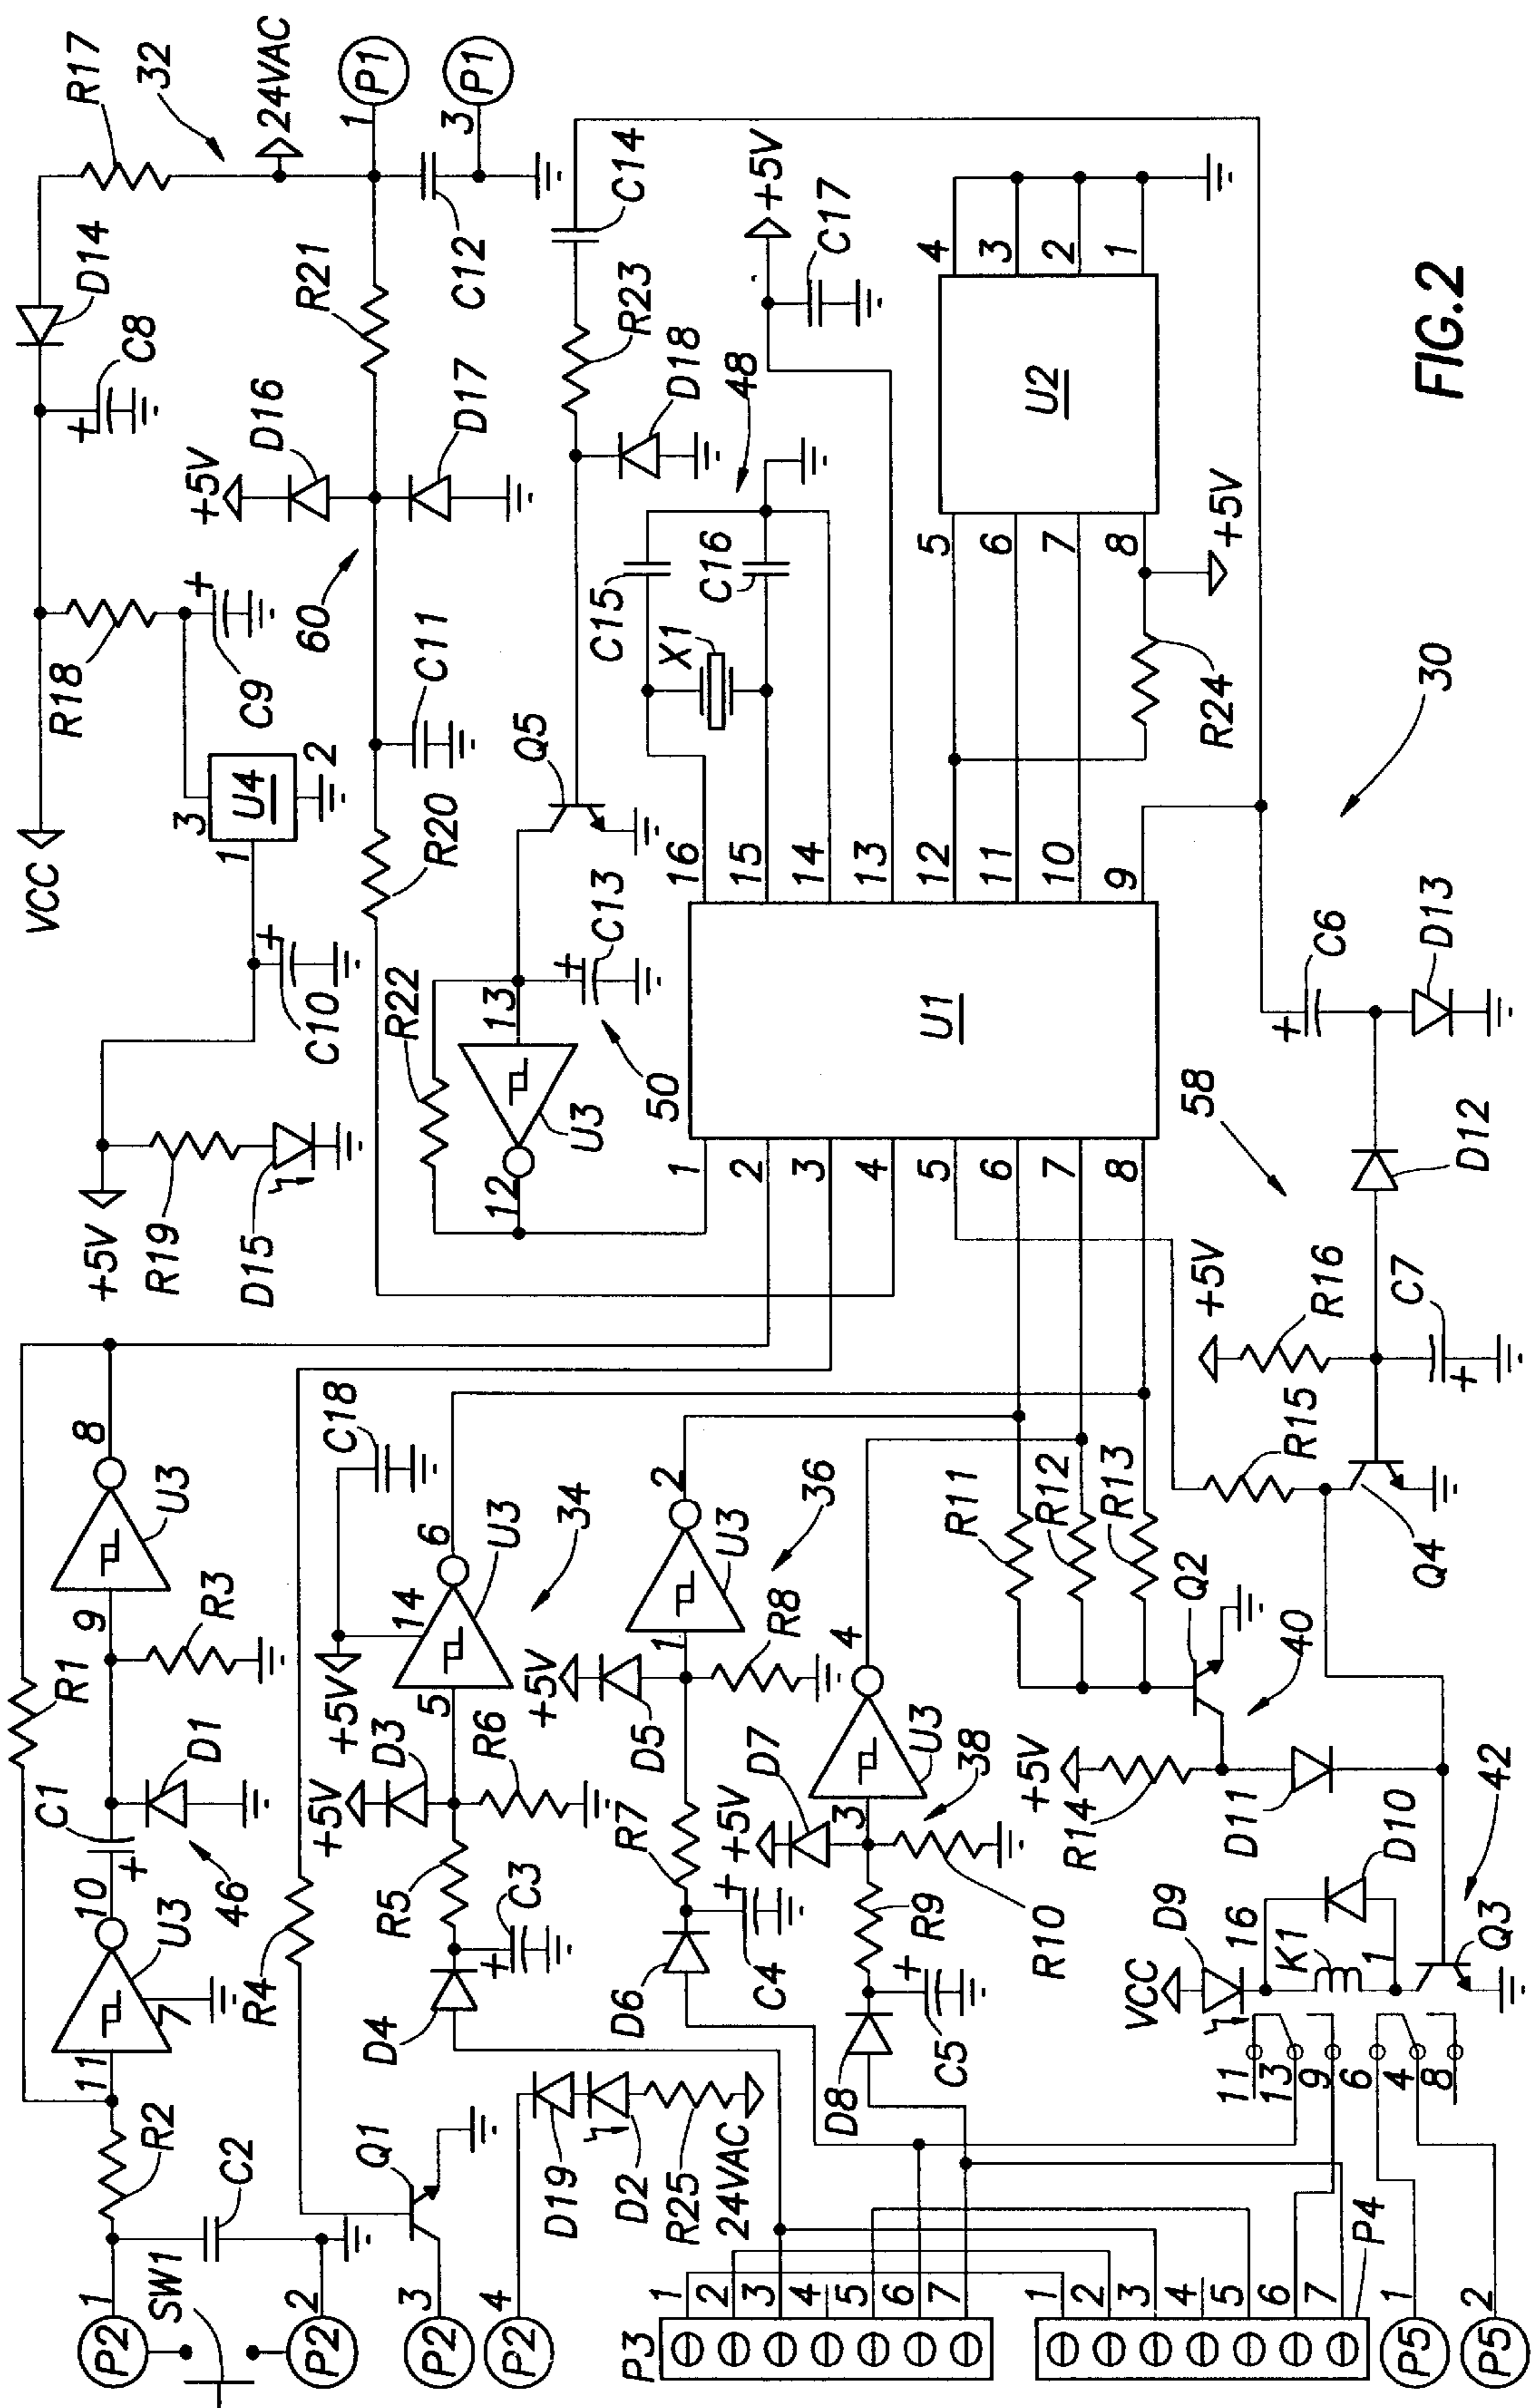 R17
32
24VAC
1 P1
3 P1
D14
C8
R21
C12
VCC
R18
C9
+5V
D16
D17
60
3
U4
2
1
C10
C11
R20
+5V
R19
D15
C14
R23
D18
48
Q5
C15
C16
X1
+5V
C17
R22
13
C13
50
12
U3
16
15
14
13
12
11
10
9
U1
1
2
3
4
5
6
7
8
4
3
2
1
U2
5
6
7
8
+5V
R24
30
FIG.2
C6
D13
58
D12
+5V
R16
C7
R15
Q4
8
U3
9
R3
R1
C1
D1
46
10
U3
7
11
R4
R2
C2
1
P2
SW1
2
P2
C18
+5V
14
6
U3
34
5
+5V
D3
R6
R5
C3
D4
Q1
3
P2
4
P2
D19
D2
R25
24VAC
2
U3
36
1
+5V
D5
R8
R7
C4
D6
4
U3
38
3
+5V
D7
R10
R9
C5
D8
R11
R12
R13
Q2
40
+5V
R14
D11
D10
42
Q3
VCC
D9
16
K1
1
11
13
9
6
4
8
P3
1
2
3
4
5
6
7
1
2
3
4
5
6
7
P4
1
P5
2
P5